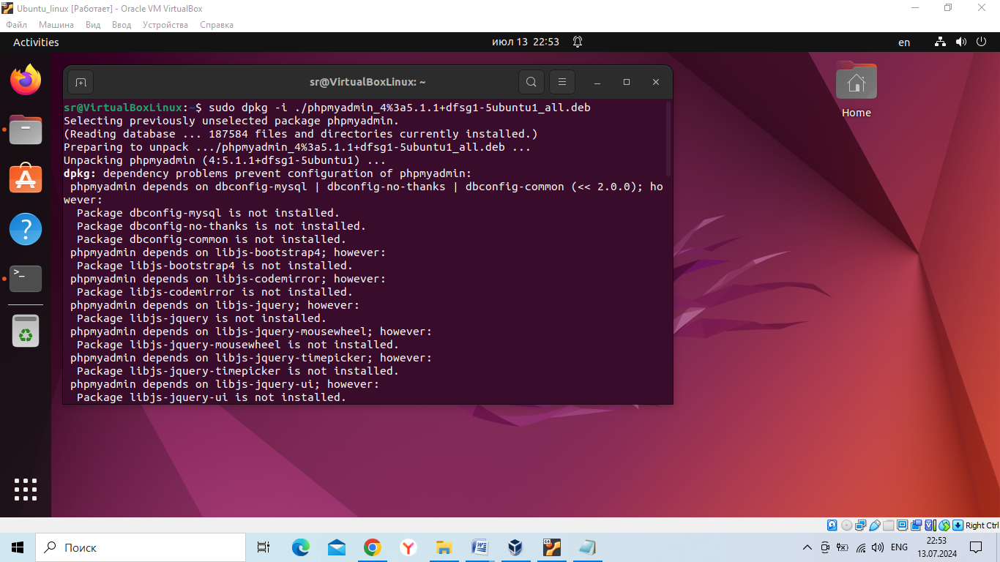 Ubuntu_linux [Работает] - Oracle VM VirtualBox
Файл Машина Вид Ввод Устройства Справка
Activities июл 13 22:53 en
sr@VirtualBoxLinux: ~
sr@VirtualBoxLinux:~$ sudo dpkg -i ./phpmyadmin_4%3a5.1.1+dfsg1-5ubuntu1_all.deb
Selecting previously unselected package phpmyadmin.
(Reading database ... 187584 files and directories currently installed.)
Preparing to unpack .../phpmyadmin_4%3a5.1.1+dfsg1-5ubuntu1_all.deb ...
Unpacking phpmyadmin (4:5.1.1+dfsg1-5ubuntu1) ...
dpkg: dependency problems prevent configuration of phpmyadmin:
phpmyadmin depends on dbconfig-mysql | dbconfig-no-thanks | dbconfig-common (<< 2.0.0); ho
wever:
Package dbconfig-mysql is not installed.
Package dbconfig-no-thanks is not installed.
Package dbconfig-common is not installed.
phpmyadmin depends on libjs-bootstrap4; however:
Package libjs-bootstrap4 is not installed.
phpmyadmin depends on libjs-codemirror; however:
Package libjs-codemirror is not installed.
phpmyadmin depends on libjs-jquery; however:
Package libjs-jquery is not installed.
phpmyadmin depends on libjs-jquery-mousewheel; however:
Package libjs-jquery-mousewheel is not installed.
phpmyadmin depends on libjs-jquery-timepicker; however:
Package libjs-jquery-timepicker is not installed.
phpmyadmin depends on libjs-jquery-ui; however:
Package libjs-jquery-ui is not installed.
Home
Right Ctrl
Поиск
ENG
22:53
13.07.2024